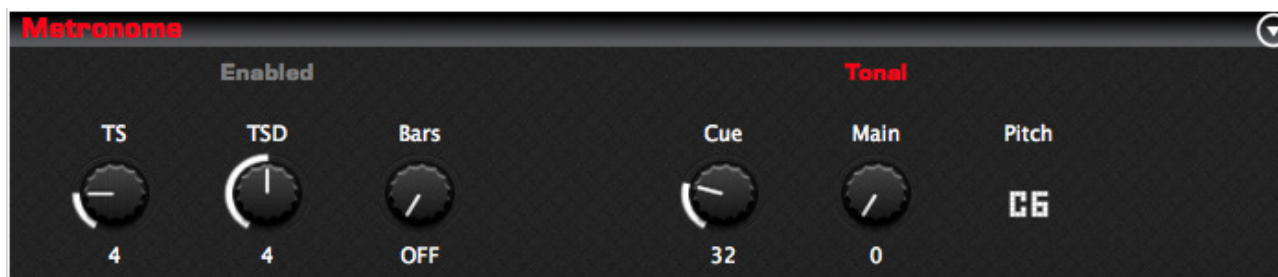 Metronome
Enabled Tonal
TS TSD Bars Cue Main Pitch
C6
4 4 OFF 32 0